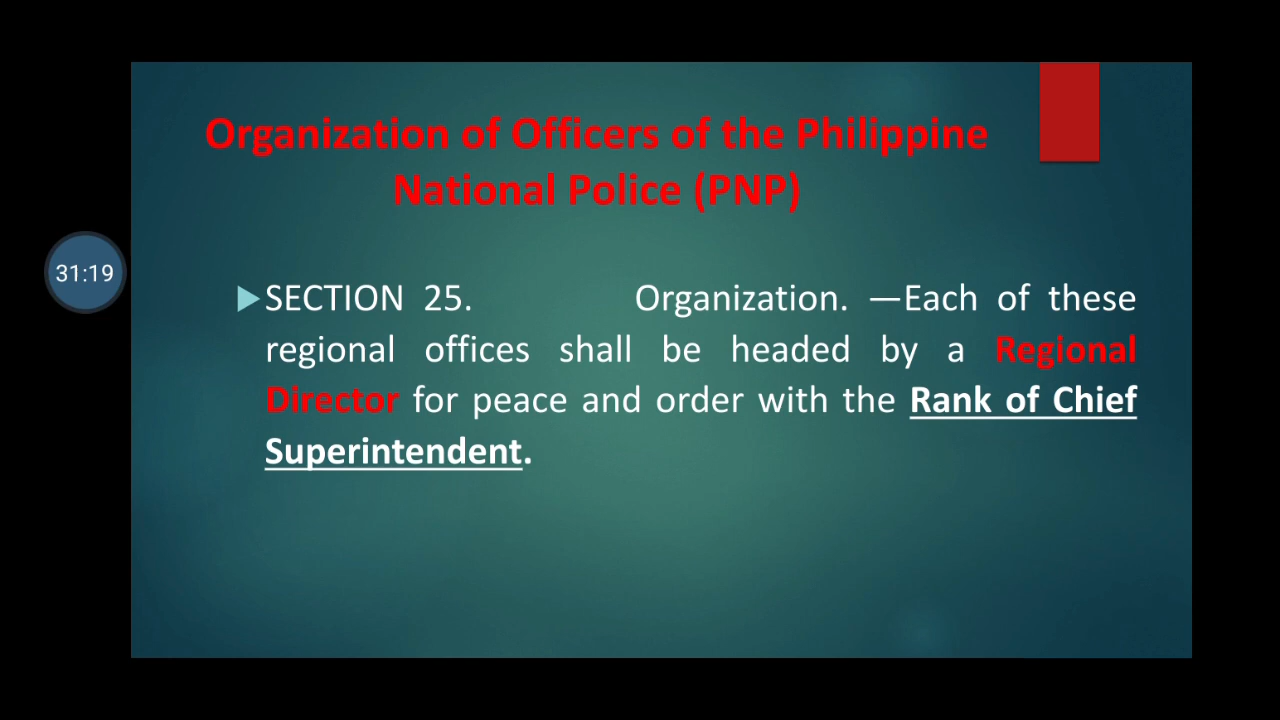 Organization of Officers of the Philippine
National Police (PNP)
31:19
SECTION 25. Organization. —Each of these
regional offices shall be headed by a Regional
Director for peace and order with the Rank of Chief
Superintendent.